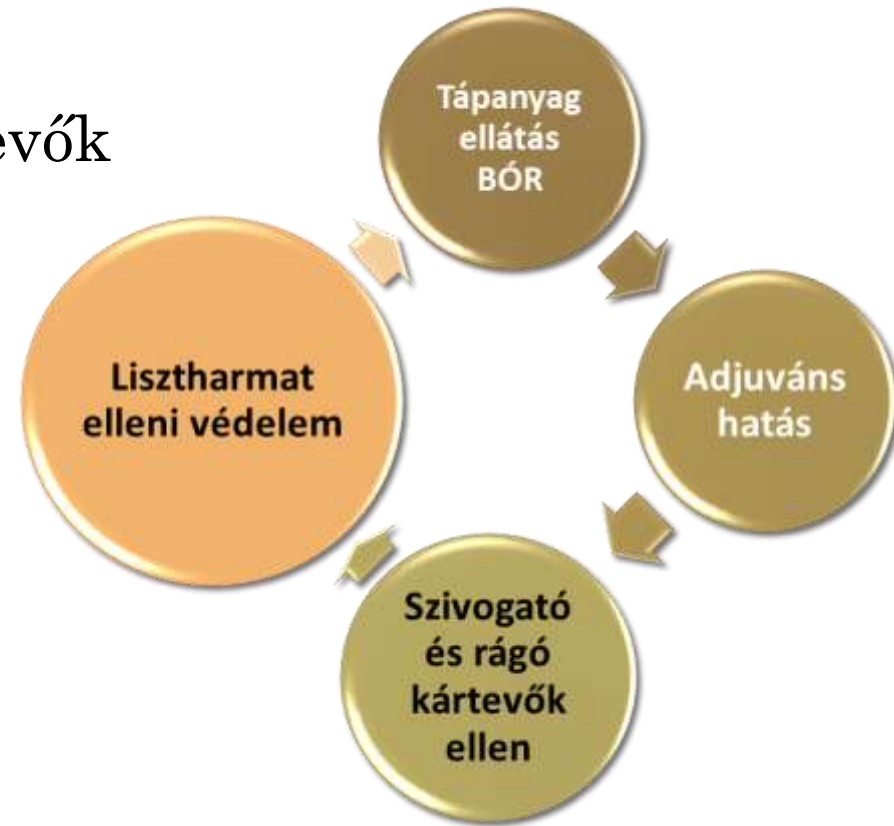 evők
Tápanyag
ellátás
BÓR
Adjuváns
hatás
Szivogató
és rágó
kártevők
ellen
Lisztharmat
elleni védelem